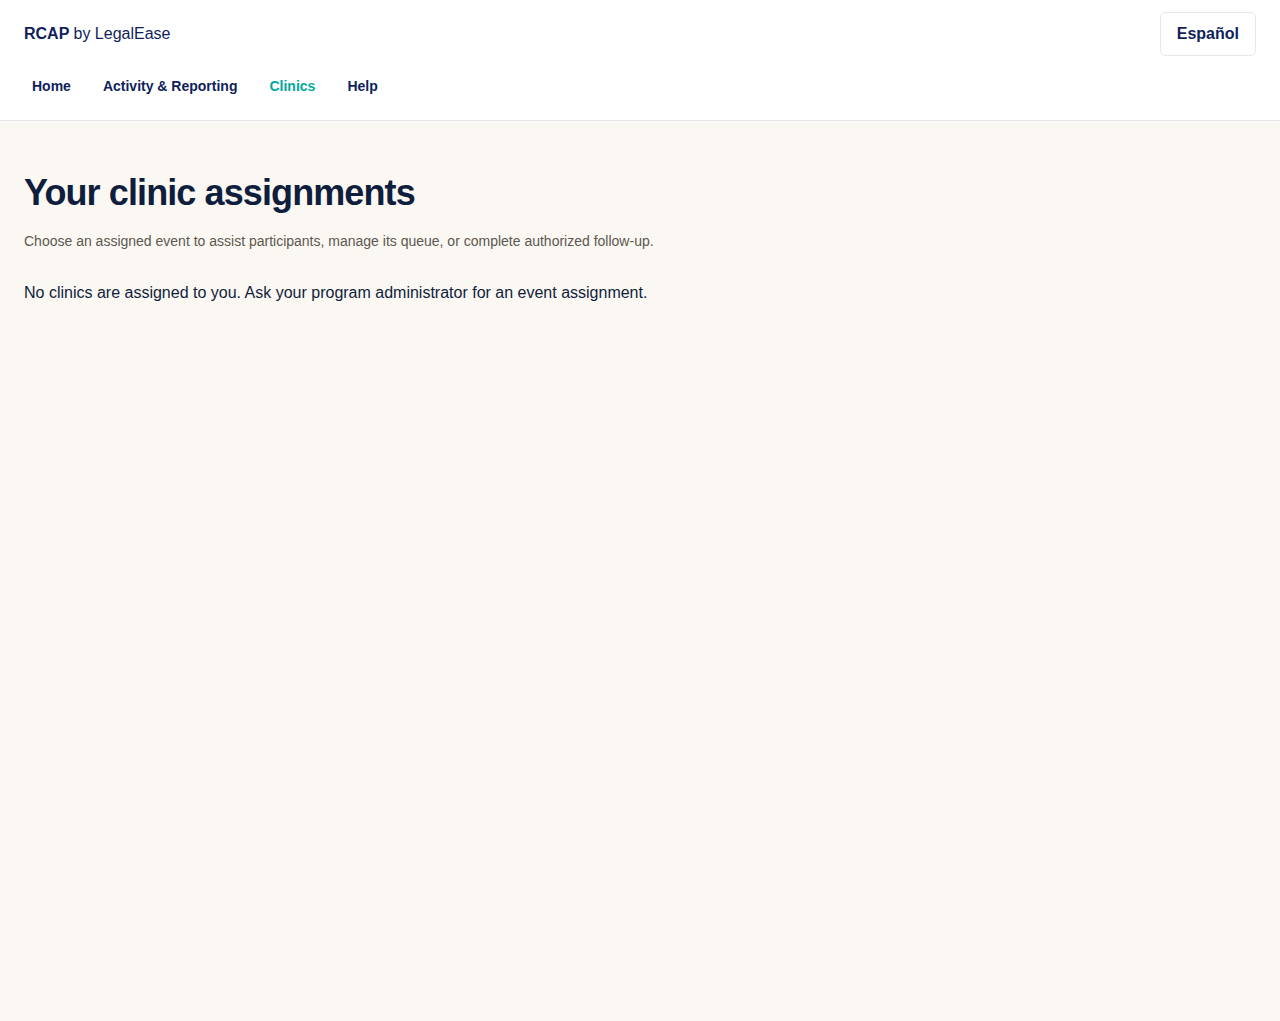 RCAP by LegalEase
Español
Home
Activity & Reporting
Clinics
Help
Your clinic assignments
Choose an assigned event to assist participants, manage its queue, or complete authorized follow-up.
No clinics are assigned to you. Ask your program administrator for an event assignment.